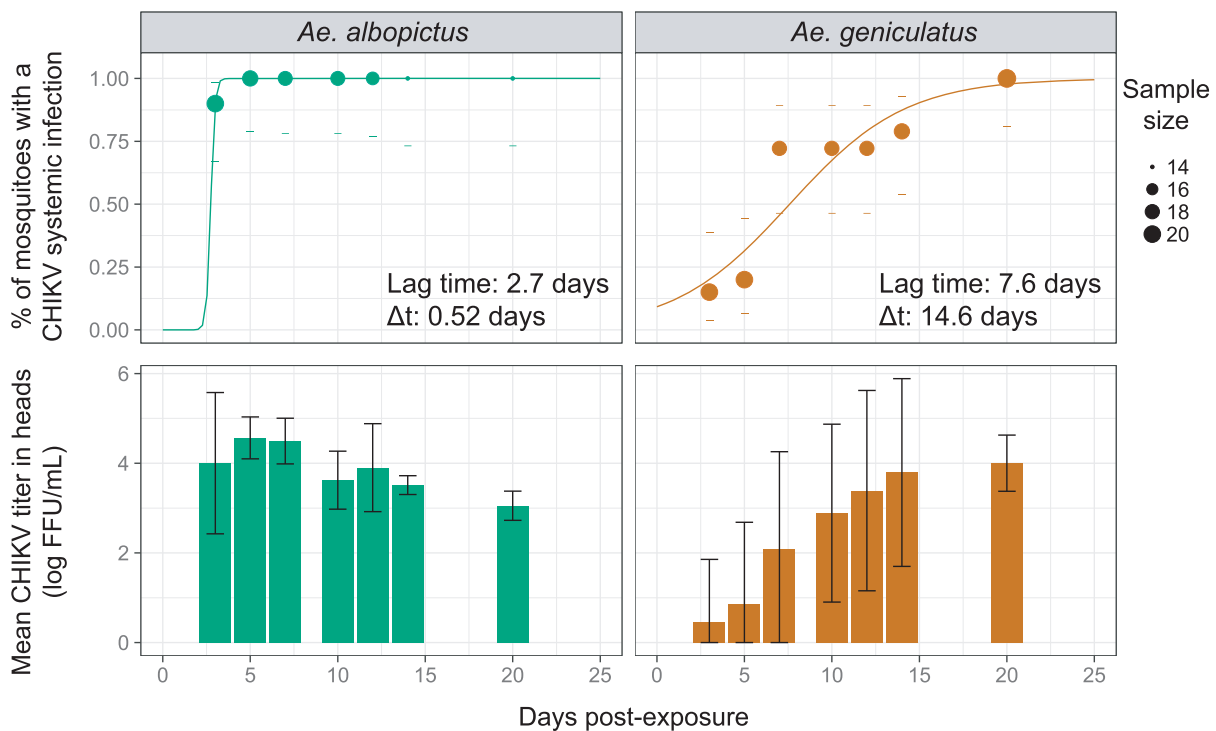 Ae. albopictus
Ae. geniculatus
% of mosquitoes with a
CHIKV systemic infection
1.00
0.75
0.50
0.25
0.00
Lag time: 2.7 days
Δt: 0.52 days
Lag time: 7.6 days
Δt: 14.6 days
Sample
size
14
16
18
20
Mean CHIKV titer in heads
(log FFU/mL)
6
4
2
0
0 5 10 15 20 25
0 5 10 15 20 25
Days post-exposure